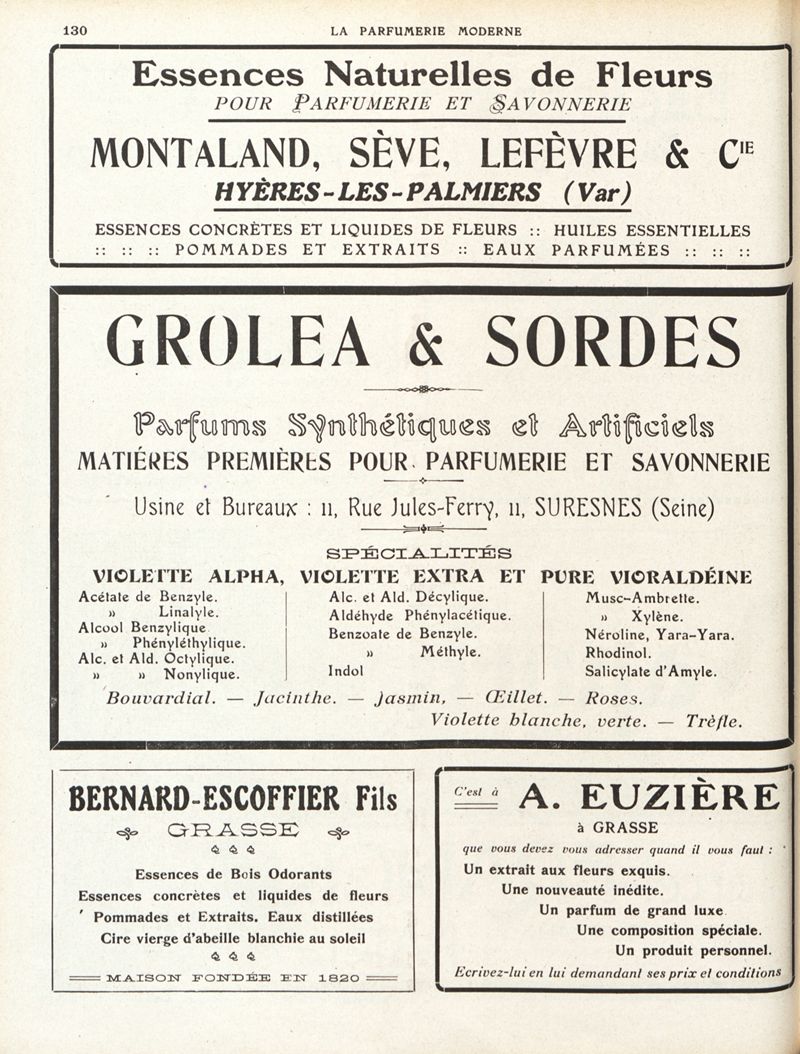 130
LA PARFUMERIE MODERNE
Essences Naturelles de Fleurs
POUR PARFUMERIE ET SAVONNERIE
MONTALAND, SÈVE, LEFÈVRE & CIE
HYÈRES-LES-PALMIERS (Var)
ESSENCES CONCRÈTES ET LIQUIDES DE FLEURS :: HUILES ESSENTIELLES
:: :: :: POMMADES ET EXTRAITS :: EAUX PARFUMÉES :: :: ::
GROLEA & SORDES
Parfums Synthétiques et Artificiels
MATIÉRES PREMIÈRES POUR PARFUMERIE ET SAVONNERIE
Usine et Bureaux : 11, Rue Jules-Ferry, 11, SURESNES (Seine)
SPÉCIALITÉS
VIOLETTE ALPHA, VIOLETTE EXTRA ET PURE VIORALDÉINE
Acétate de Benzyle.
» Linalyle.
Alcool Benzylique
» Phényléthylique.
Alc. et Ald. Octylique.
» » Nonylique.
Alc. et Ald. Décylique.
Aldéhyde Phénylacétique.
Benzoate de Benzyle.
» Méthyle.
Indol
Musc-Ambrette.
» Xylène.
Néroline, Yara-Yara.
Rhodinol.
Salicylate d'Amyle.
Bouvardial. — Jacinthe. — Jasmin, — Œillet. — Roses.
Violette blanche, verte. — Trèfle.
BERNARD-ESCOFFIER Fils
GRASSE
Essences de Bois Odorants
Essences concrètes et liquides de fleurs
Pommades et Extraits. Eaux distillées
Cire vierge d'abeille blanchie au soleil
MAISON FONDÉE EN 1820
C'est à A. EUZIÈRE
à GRASSE
que vous devez vous adresser quand il vous faut :
Un extrait aux fleurs exquis.
Une nouveauté inédite.
Un parfum de grand luxe
Une composition spéciale.
Un produit personnel.
Ecrivez-lui en lui demandant ses prix et conditions